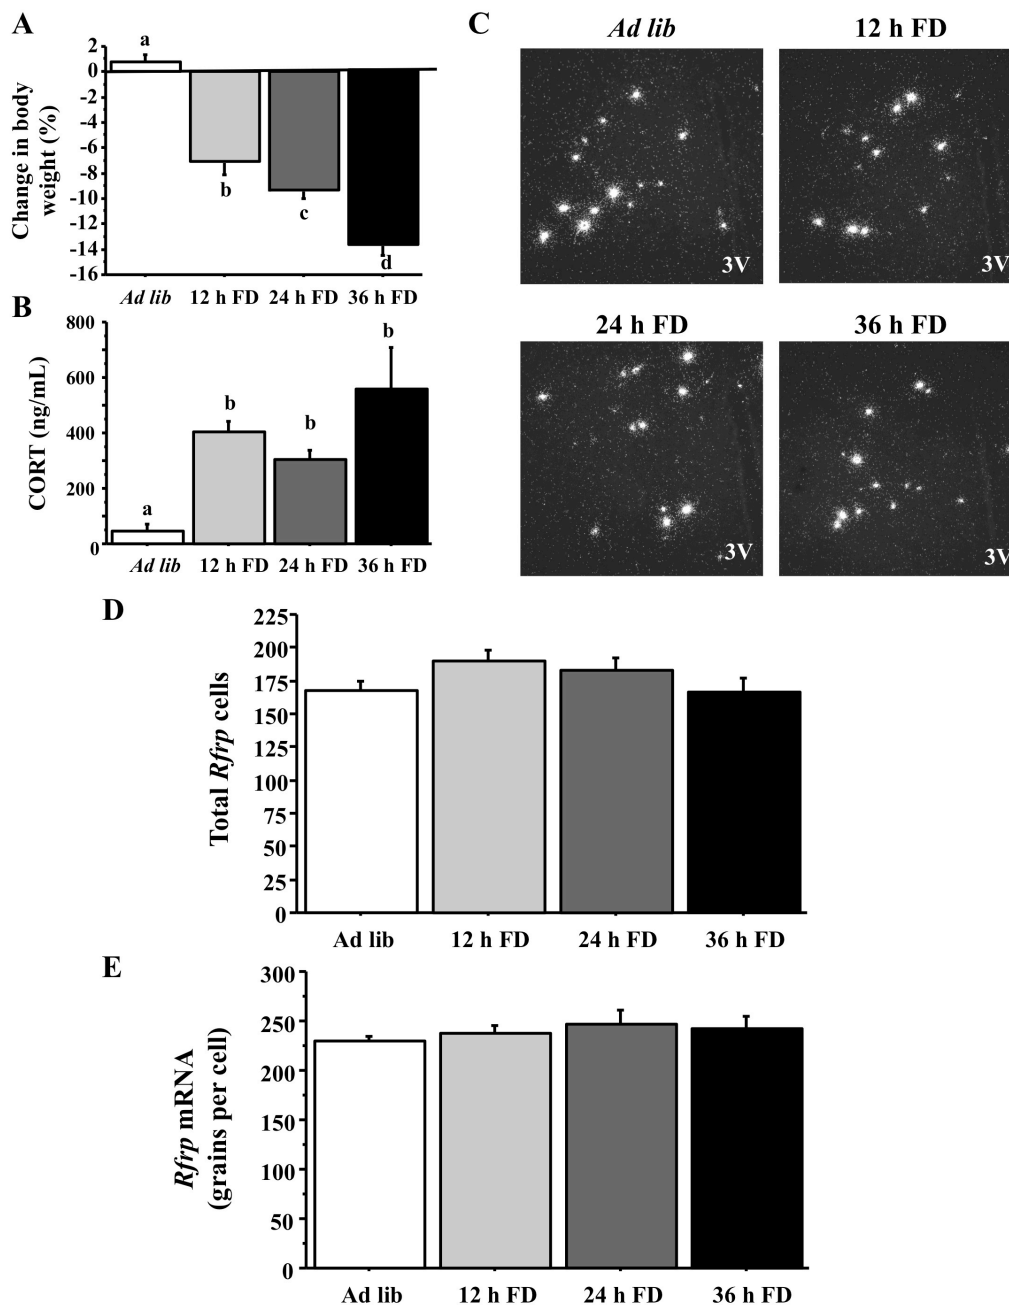 A
Change in body
weight (%)
2
0
-2
-4
-6
-8
-10
-12
-14
-16
a
b
c
d
Ad lib 12 h FD 24 h FD 36 h FD
B
CORT (ng/mL)
800
600
400
200
0
a
b
b
b
Ad lib 12 h FD 24 h FD 36 h FD
C
Ad lib 12 h FD
3V 3V
24 h FD 36 h FD
3V 3V
D
Total Rfrp cells
225
200
175
150
125
100
75
50
25
0
Ad lib 12 h FD 24 h FD 36 h FD
E
Rfrp mRNA
(grains per cell)
300
250
200
150
100
50
0
Ad lib 12 h FD 24 h FD 36 h FD